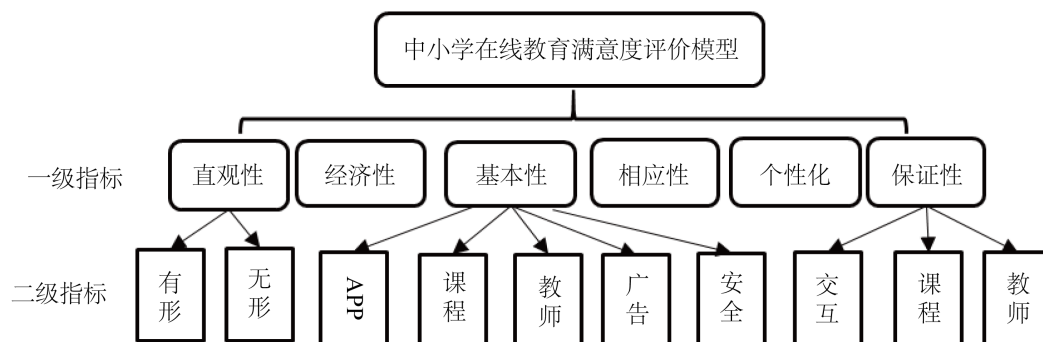 中小学在线教育满意度评价模型
一级指标
直观性
经济性
基本性
相应性
个性化
保证性
二级指标
有形
无形
APP
课程
教师
广告
安全
交互
课程
教师